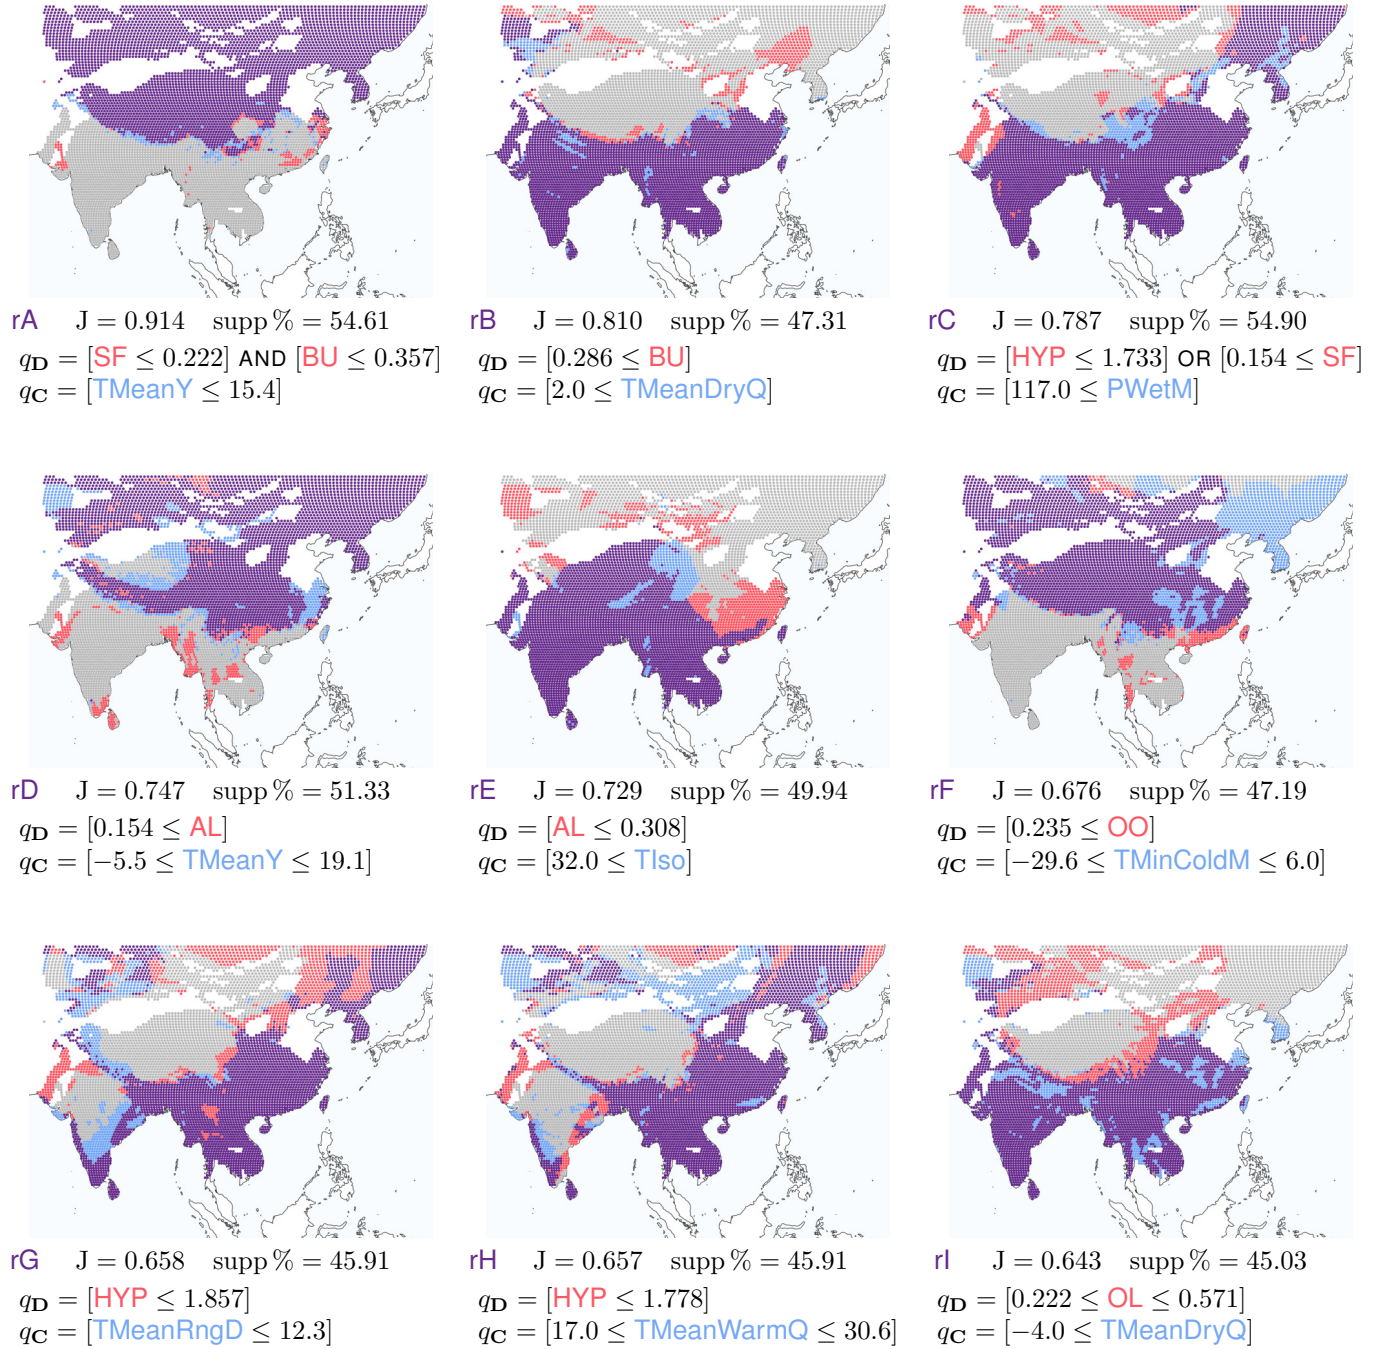 rA J = 0.914 supp % = 54.61
q_D = [SF ≤ 0.222] AND [BU ≤ 0.357]
q_C = [TMeanY ≤ 15.4]
rB J = 0.810 supp % = 47.31
q_D = [0.286 ≤ BU]
q_C = [2.0 ≤ TMeanDryQ]
rC J = 0.787 supp % = 54.90
q_D = [HYP ≤ 1.733] OR [0.154 ≤ SF]
q_C = [117.0 ≤ PWetM]
rD J = 0.747 supp % = 51.33
q_D = [0.154 ≤ AL]
q_C = [−5.5 ≤ TMeanY ≤ 19.1]
rE J = 0.729 supp % = 49.94
q_D = [AL ≤ 0.308]
q_C = [32.0 ≤ TIso]
rF J = 0.676 supp % = 47.19
q_D = [0.235 ≤ OO]
q_C = [−29.6 ≤ TMinColdM ≤ 6.0]
rG J = 0.658 supp % = 45.91
q_D = [HYP ≤ 1.857]
q_C = [TMeanRngD ≤ 12.3]
rH J = 0.657 supp % = 45.91
q_D = [HYP ≤ 1.778]
q_C = [17.0 ≤ TMeanWarmQ ≤ 30.6]
rI J = 0.643 supp % = 45.03
q_D = [0.222 ≤ OL ≤ 0.571]
q_C = [−4.0 ≤ TMeanDryQ]